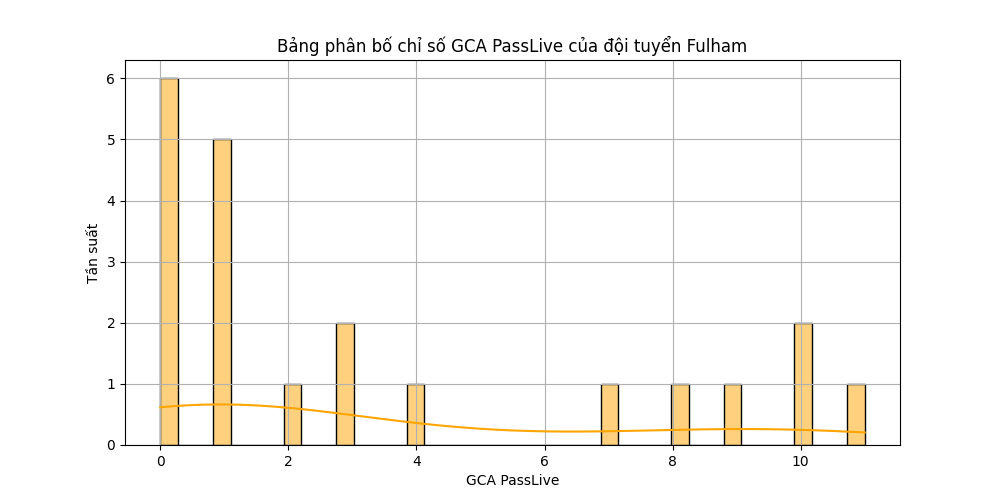 Bảng phân bố chỉ số GCA PassLive của đội tuyển Fulham
6
5
4
3
2
1
0
Tần suất
0 2 4 6 8 10
GCA PassLive